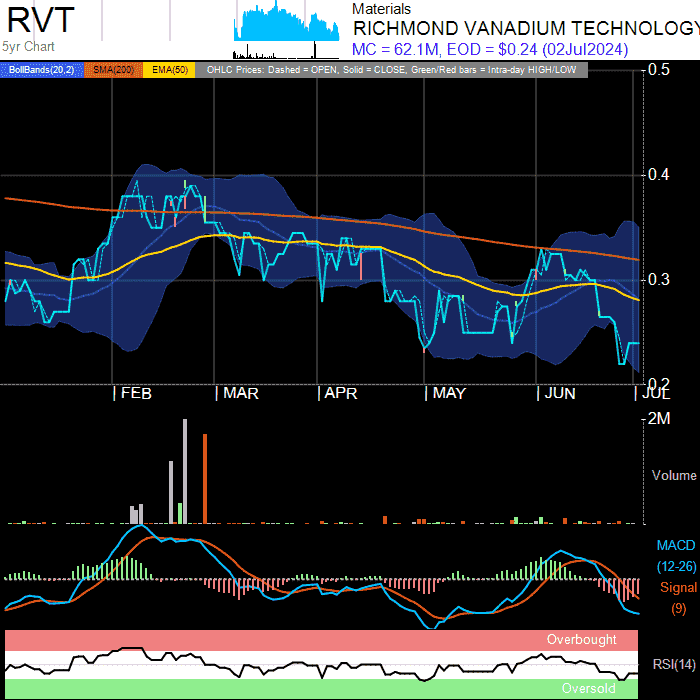 RVT
5yr Chart
Materials
RICHMOND VANADIUM TECHNOLOGY
MC = 62.1M, EOD = $0.24 (02Jul2024)
BollBands(20,2) SMA(200) EMA(50) OHLC Prices: Dashed = OPEN, Solid = CLOSE, Green/Red bars = Intra-day HIGH/LOW
0.5
0.4
0.3
0.2
FEB MAR APR MAY JUN JUL
2M
Volume
MACD
(12-26)
Signal
(9)
Overbought
RSI(14)
Oversold